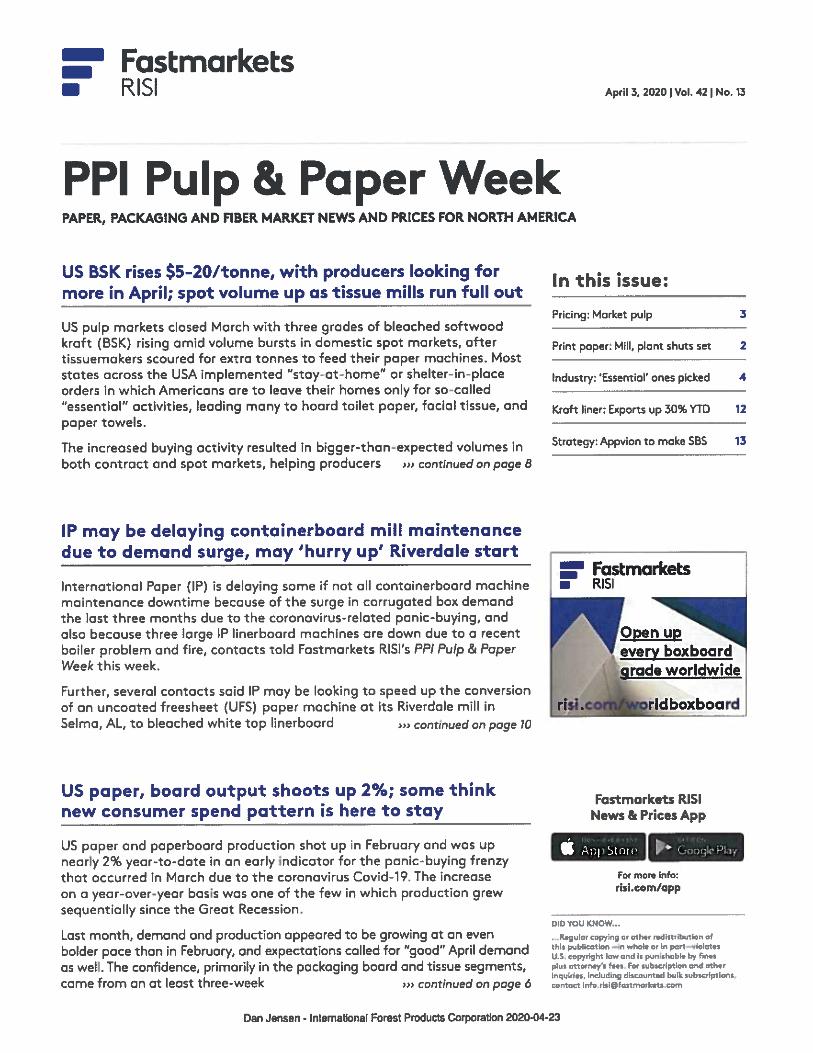 Fastmarkets
RISI
April 3, 2020 | Vol. 42 | No. 13
PPI Pulp & Paper Week
PAPER, PACKAGING AND FIBER MARKET NEWS AND PRICES FOR NORTH AMERICA
US BSK rises $5-20/tonne, with producers looking for
more in April; spot volume up as tissue mills run full out
US pulp markets closed March with three grades of bleached softwood
kraft (BSK) rising amid volume bursts in domestic spot markets, after
tissuemakers scoured for extra tonnes to feed their paper machines. Most
states across the USA implemented "stay-at-home" or shelter-in-place
orders in which Americans are to leave their homes only for so-called
"essential" activities, leading many to hoard toilet paper, facial tissue, and
paper towels.
The increased buying activity resulted in bigger-than-expected volumes in
both contract and spot markets, helping producers ››› continued on page 8
In this issue:
Pricing: Market pulp 3
Print paper: Mill, plant shuts set 2
Industry: 'Essential' ones picked 4
Kraft liner: Exports up 30% YTD 12
Strategy: Appvion to make SBS 13
IP may be delaying containerboard mill maintenance
due to demand surge, may 'hurry up' Riverdale start
International Paper (IP) is delaying some if not all containerboard machine
maintenance downtime because of the surge in corrugated box demand
the last three months due to the coronavirus-related panic-buying, and
also because three large IP linerboard machines are down due to a recent
boiler problem and fire, contacts told Fastmarkets RISI's PPI Pulp & Paper
Week this week.
Further, several contacts said IP may be looking to speed up the conversion
of an uncoated freesheet (UFS) paper machine at its Riverdale mill in
Selma, AL, to bleached white top linerboard ››› continued on page 10
Fastmarkets
RISI
Open up
every boxboard
grade worldwide
risi.com/worldboxboard
US paper, board output shoots up 2%; some think
new consumer spend pattern is here to stay
US paper and paperboard production shot up in February and was up
nearly 2% year-to-date in an early indicator for the panic-buying frenzy
that occurred in March due to the coronavirus Covid-19. The increase
on a year-over-year basis was one of the few in which production grew
sequentially since the Great Recession.
Last month, demand and production appeared to be growing at an even
bolder pace than in February, and expectations called for "good" April demand
as well. The confidence, primarily in the packaging board and tissue segments,
came from an at least three-week ››› continued on page 6
Fastmarkets RISI
News & Prices App
App Store
Google Play
For more info:
risi.com/app
DID YOU KNOW...
...Regular copying or other redistribution of
this publication —in whole or in part—violates
U.S. copyright law and is punishable by fines
plus attorney's fees. For subscription and other
inquiries, including discounted bulk subscriptions,
contact info.risi@fastmarkets.com
Dan Jensen - International Forest Products Corporation 2020-04-23